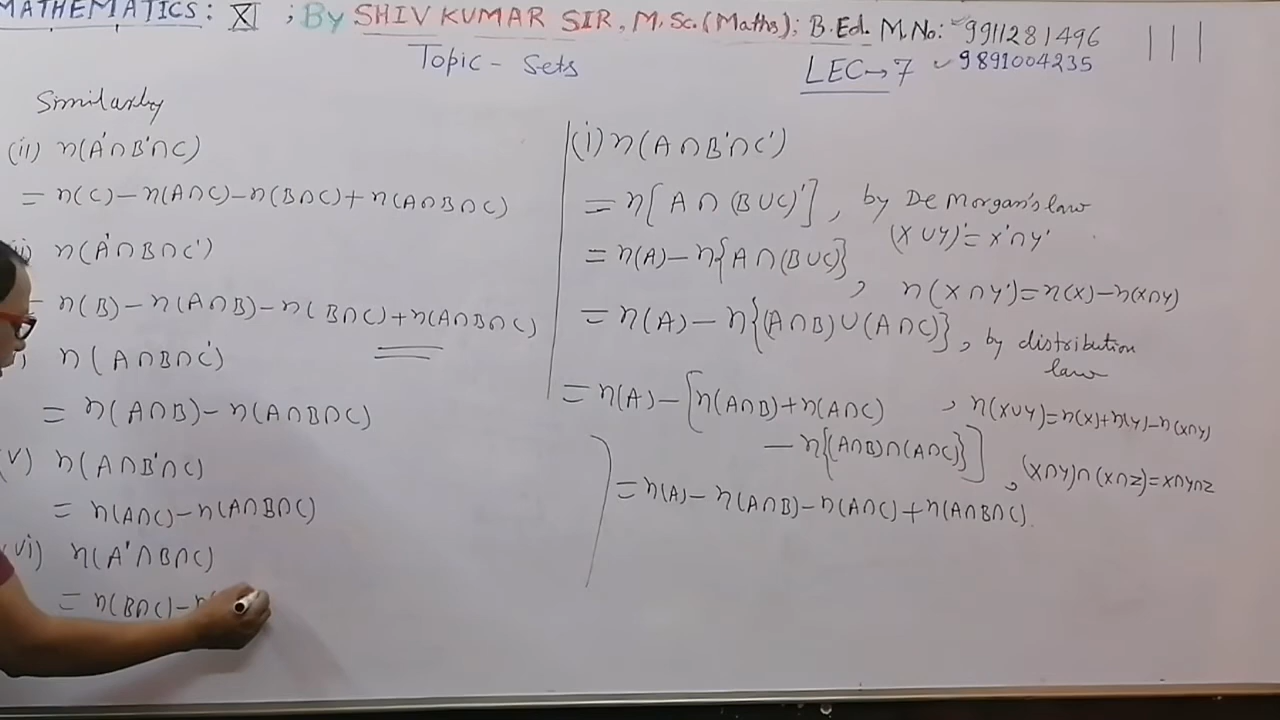 MATHEMATICS: XI ; By SHIV KUMAR SIR, M.Sc.(Maths); B.Ed. M.No: 9911281496
Topic - Sets
LEC→7 9891004235
Similarly
(ii) n(A'∩B'∩C)
= n(C)-n(A∩C)-n(B∩C)+n(A∩B∩C)
n(A'∩B∩C')
n(B)-n(A∩B)-n(B∩C)+n(A∩B∩C)
n(A∩B∩C')
= n(A∩B)-n(A∩B∩C)
(v) n(A∩B'∩C)
= n(A∩C)-n(A∩B∩C)
(vi) n(A'∩B∩C)
= n(B∩C)-n(
(i) n(A∩B'∩C')
= n[A∩(B∪C)'], by De Morgan's law
(X∪Y)'=X'∩Y'
= n(A)-n{A∩(B∪C)}
, n(X∩Y')=n(X)-n(X∩Y)
= n(A)-n{(A∩B)∪(A∩C)}, by distribution
law
= n(A)-[n(A∩B)+n(A∩C) , n(X∪Y)=n(X)+n(Y)-n(X∩Y)
-n{(A∩B)∩(A∩C)}] , (X∩Y)∩(X∩Z)=X∩Y∩Z
= n(A)-n(A∩B)-n(A∩C)+n(A∩B∩C).